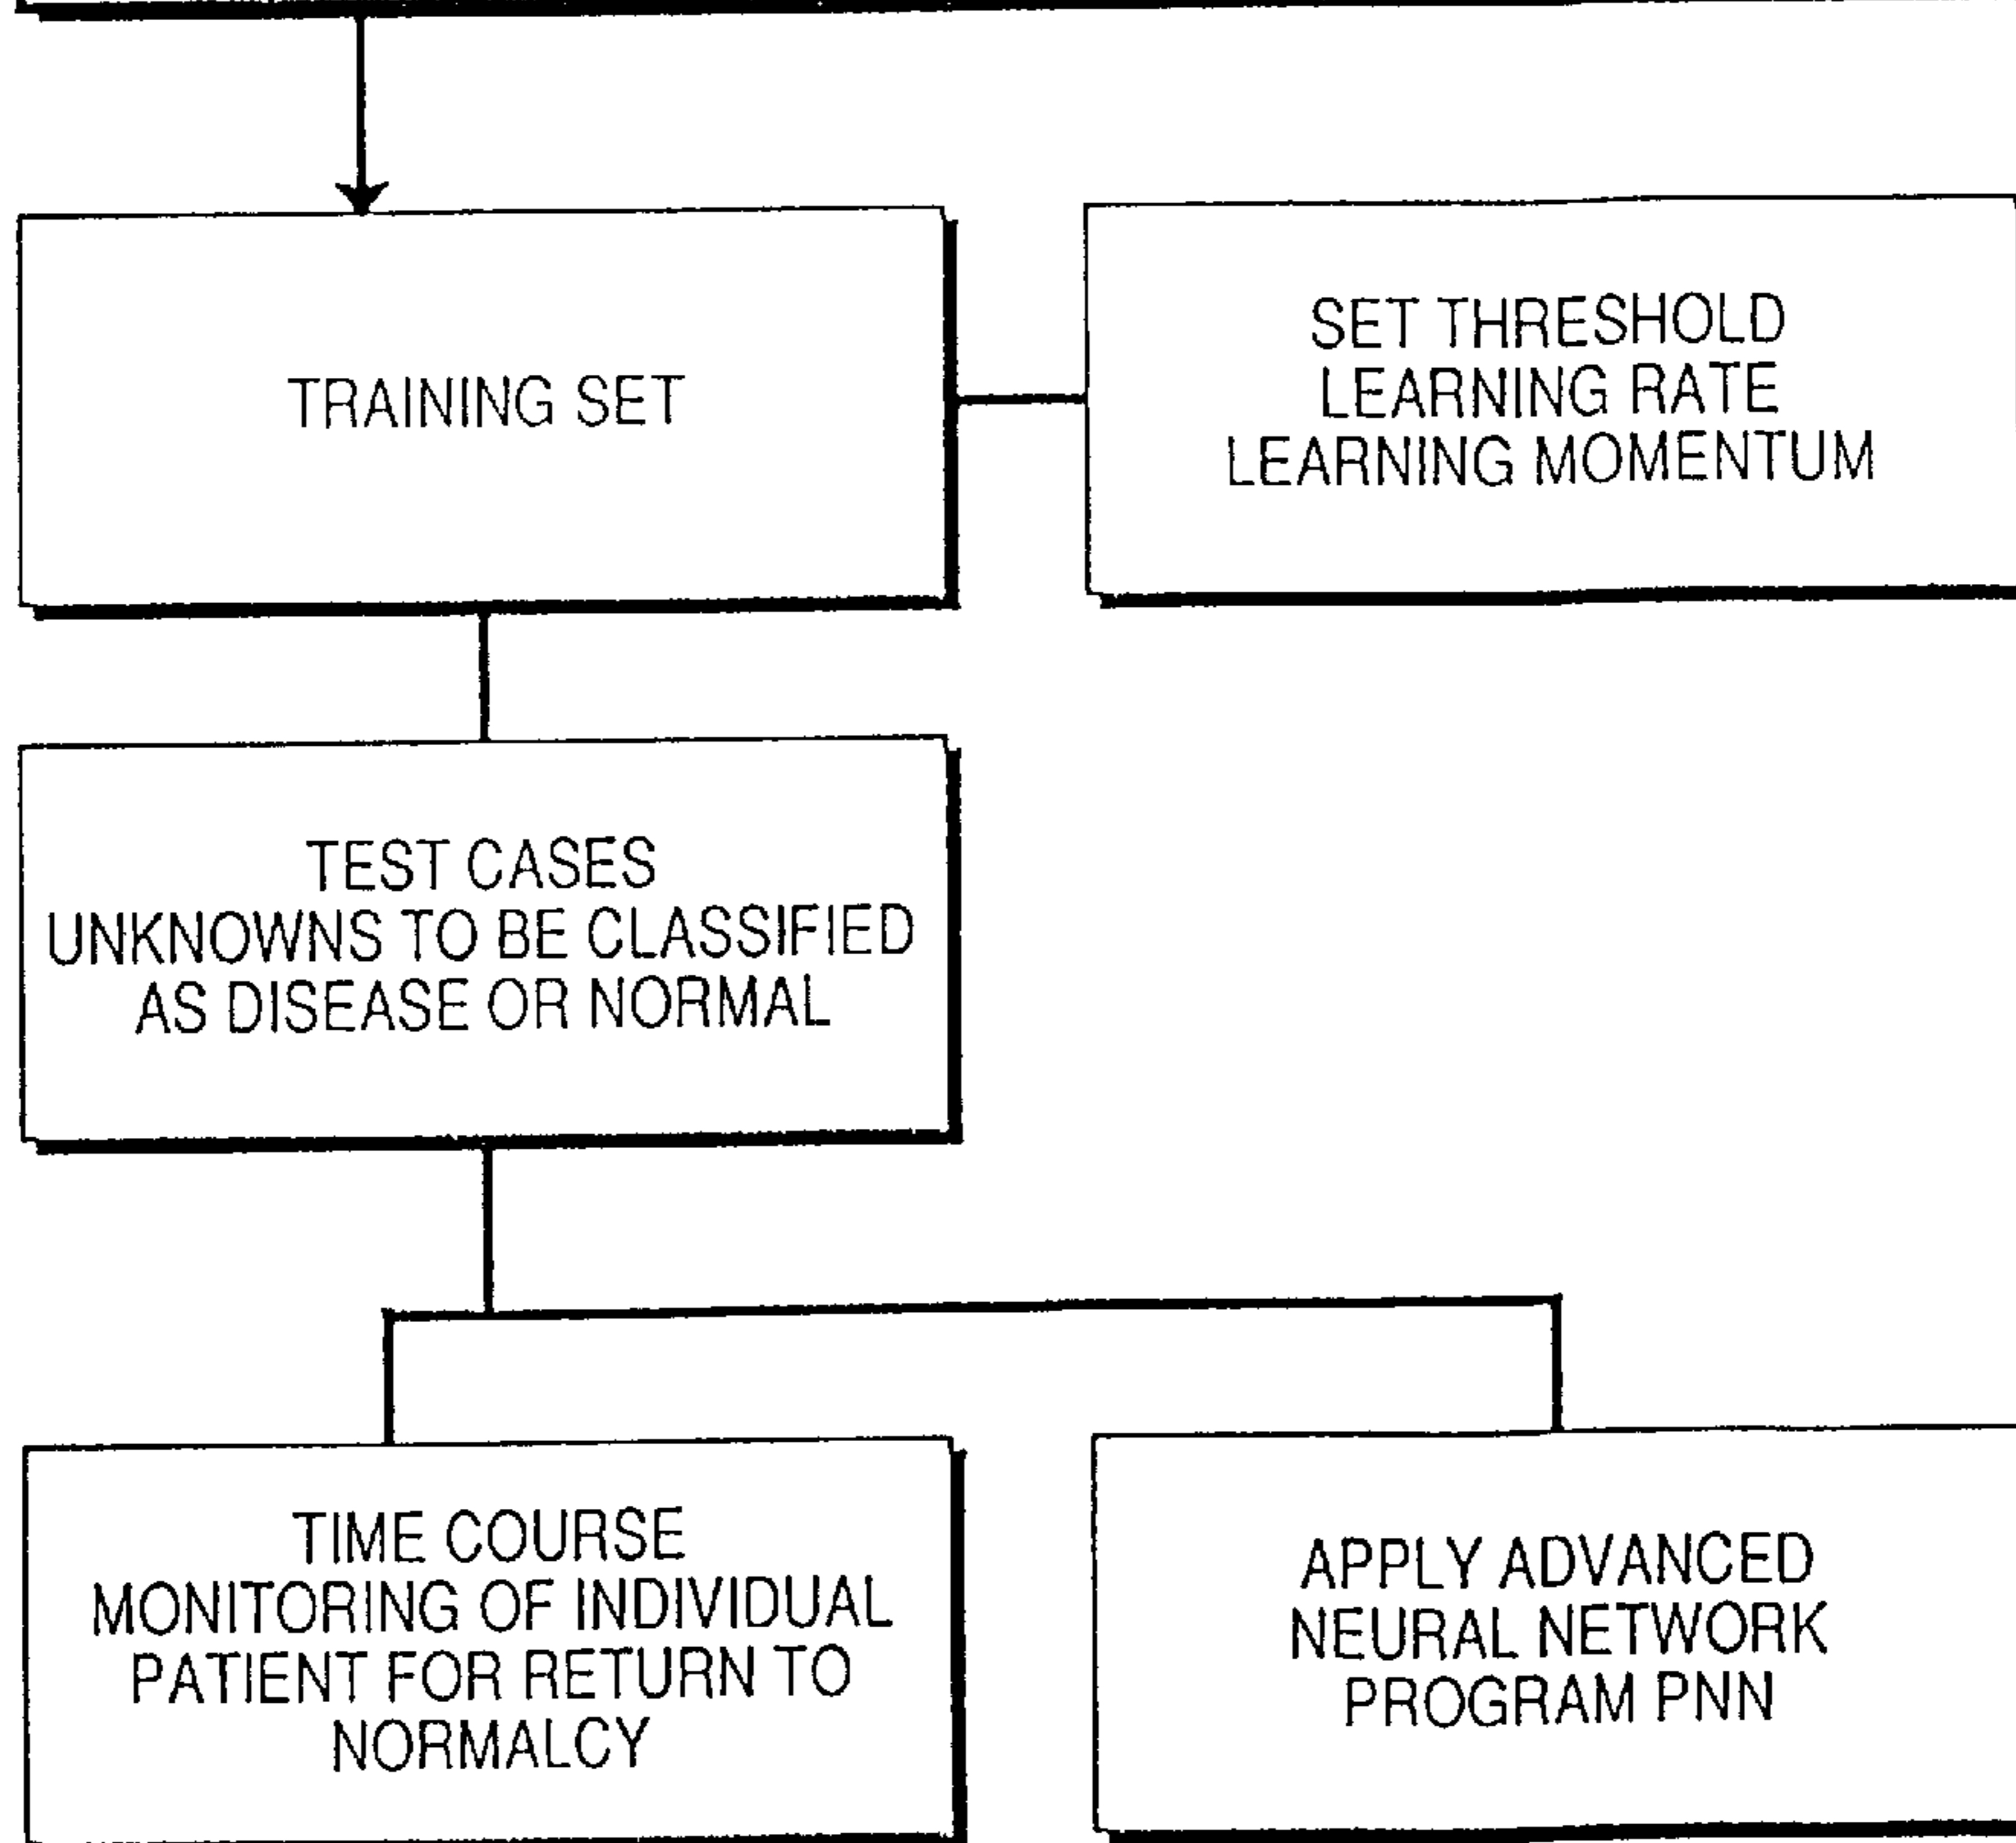 TRAINING SET
SET THRESHOLD
LEARNING RATE
LEARNING MOMENTUM
TEST CASES
UNKNOWNS TO BE CLASSIFIED
AS DISEASE OR NORMAL
TIME COURSE
MONITORING OF INDIVIDUAL
PATIENT FOR RETURN TO
NORMALCY
APPLY ADVANCED
NEURAL NETWORK
PROGRAM PNN